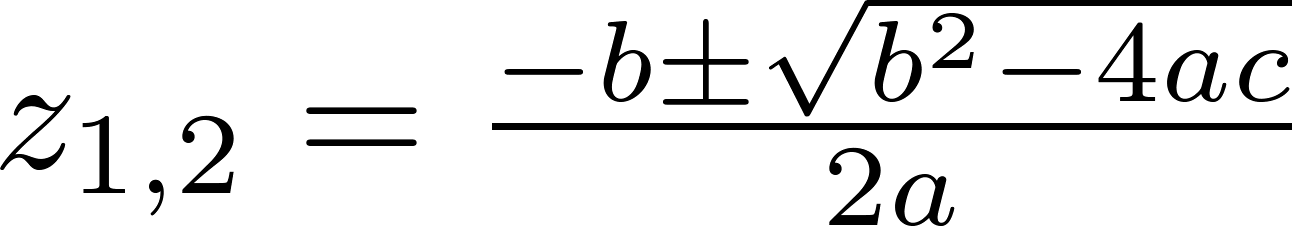 z_{1,2} = \frac{-b \pm \sqrt{b^2 - 4ac}}{2a}